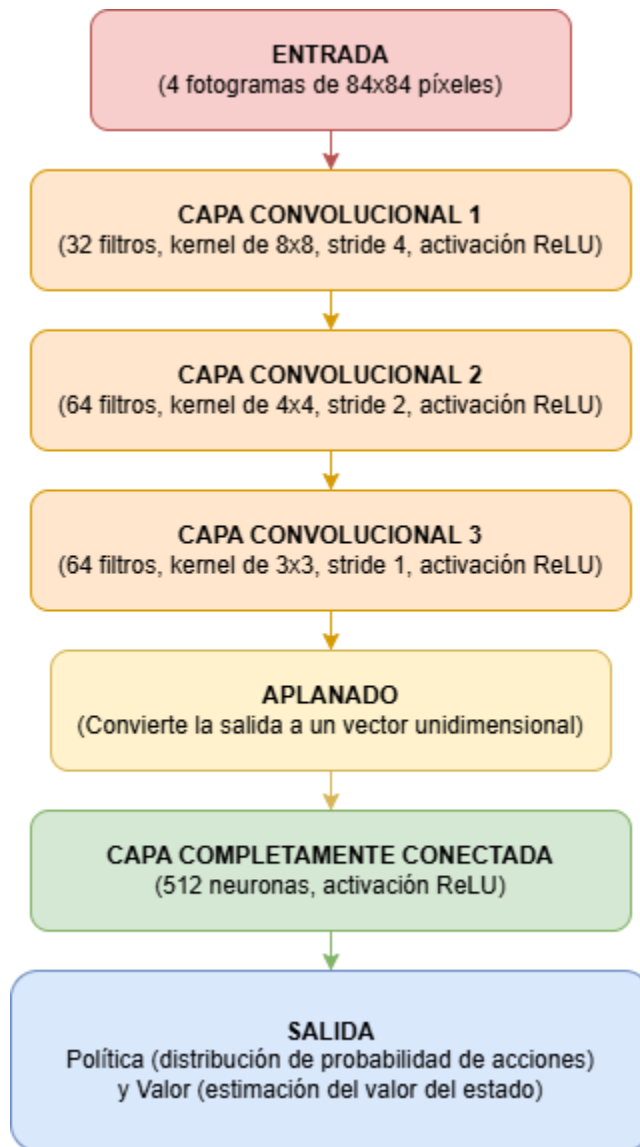 ENTRADA
(4 fotogramas de 84x84 píxeles)
CAPA CONVOLUCIONAL 1
(32 filtros, kernel de 8x8, stride 4, activación ReLU)
CAPA CONVOLUCIONAL 2
(64 filtros, kernel de 4x4, stride 2, activación ReLU)
CAPA CONVOLUCIONAL 3
(64 filtros, kernel de 3x3, stride 1, activación ReLU)
APLANADO
(Convierte la salida a un vector unidimensional)
CAPA COMPLETAMENTE CONECTADA
(512 neuronas, activación ReLU)
SALIDA
Política (distribución de probabilidad de acciones)
y Valor (estimación del valor del estado)